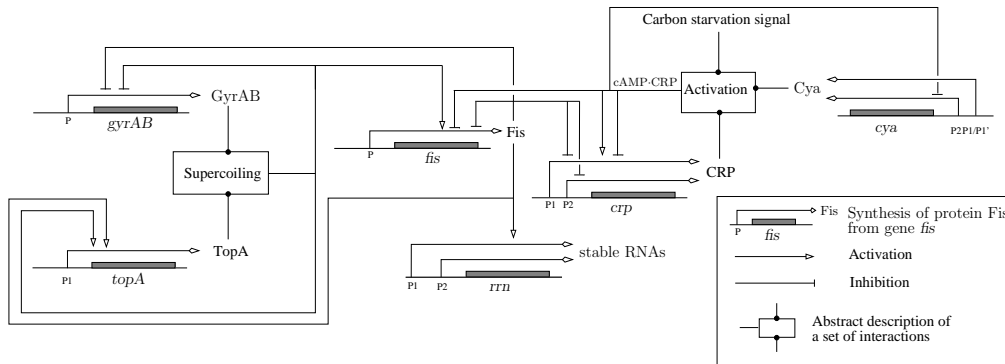 Carbon starvation signal
cAMP·CRP
Activation
Cya
GyrAB
P
gyrAB
P2 P1/P1'
cya
Fis
P
fis
Supercoiling
CRP
P1 P2
crp
TopA
P1
topA
stable RNAs
P1 P2
rrn
Fis Synthesis of protein Fis
P fis from gene fis
Activation
Inhibition
Abstract description of
a set of interactions